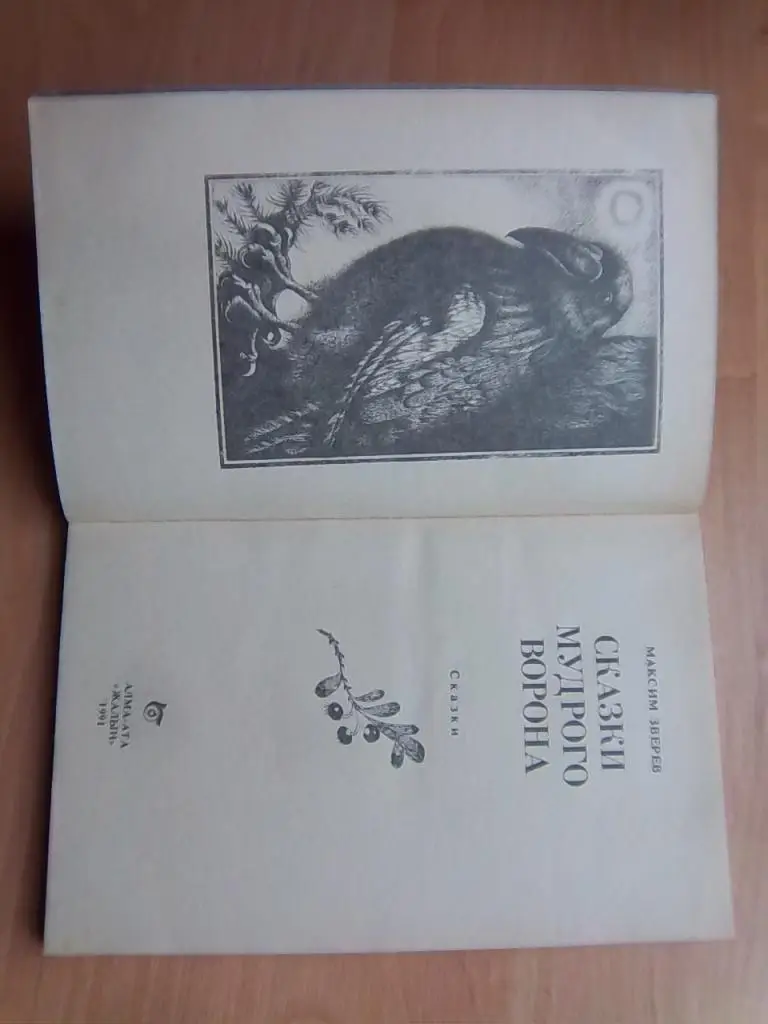 МАКСИМ ЗВЕРЕВ
СКАЗКИ
МУДРОГО
ВОРОНА
Сказки
АЛМА-АТА
«ЖАЛЫН»
1991